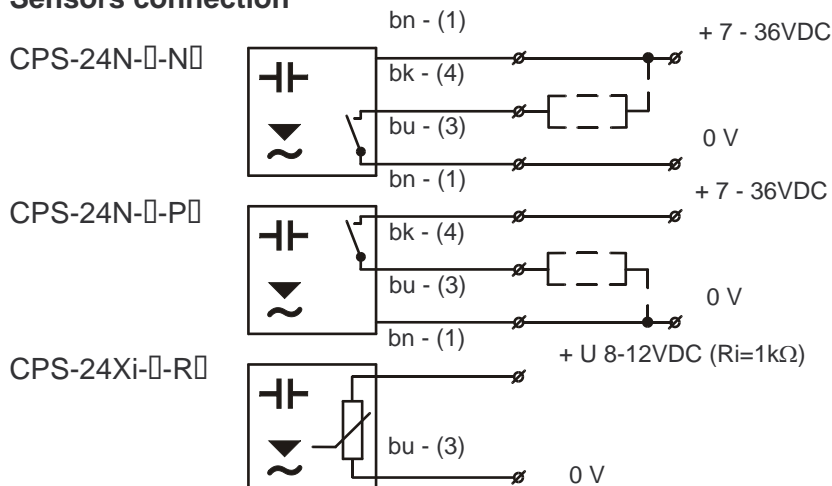 Sensors connection
bn - (1)
+ 7 - 36VDC
CPS-24N-▯-N▯
bk - (4)
bu - (3)
0 V
bn - (1)
+ 7 - 36VDC
CPS-24N-▯-P▯
bk - (4)
bu - (3)
0 V
bn - (1)
+ U 8-12VDC (Ri=1kΩ)
CPS-24Xi-▯-R▯
bu - (3)
0 V